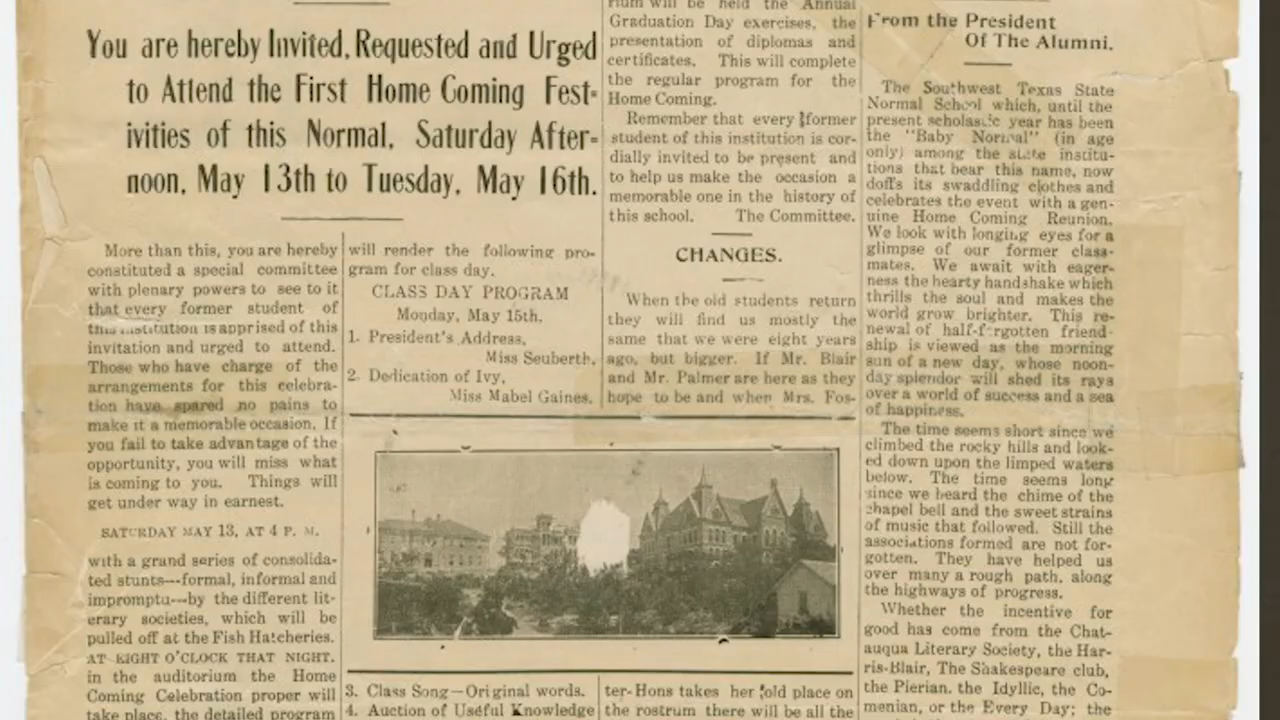 You are hereby Invited, Requested and Urged
to Attend the First Home Coming Fest-
ivities of this Normal, Saturday After-
noon, May 13th to Tuesday, May 16th.
More than this, you are hereby
constituted a special committee
with plenary powers to see to it
that every former student of
this institution is apprised of this
invitation and urged to attend.
Those who have charge of the
arrangements for this celebra-
tion have spared no pains to
make it a memorable occasion. If
you fail to take advantage of the
opportunity, you will miss what
is coming to you. Things will
get under way in earnest.
SATURDAY MAY 13, AT 4 P. M.
with a grand series of consolida-
ted stunts---formal, informal and
impromptu---by the different lit-
erary societies, which will be
pulled off at the Fish Hatcheries.
AT EIGHT O'CLOCK THAT NIGHT.
in the auditorium the Home
Coming Celebration proper will
take place, the detailed program
will render the following pro-
gram for class day.
CLASS DAY PROGRAM
Monday, May 15th.
1. President's Address,
Miss Seuberth.
2. Dedication of Ivy,
Miss Mabel Gaines.
3. Class Song—Original words.
4. Auction of Useful Knowledge
rium will be held the Annual
Graduation Day exercises, the
presentation of diplomas and
certificates. This will complete
the regular program for the
Home Coming.
Remember that every former
student of this institution is cor-
dially invited to be present and
to help us make the occasion a
memorable one in the history of
this school. The Committee.
CHANGES.
When the old students return
they will find us mostly the
same that we were eight years
ago, but bigger. If Mr. Blair
and Mr. Palmer are here as they
hope to be and when Mrs. Fos-
ter-Hons takes her old place on
the rostrum there will be all the
From the President
Of The Alumni.
The Southwest Texas State
Normal School which, until the
present scholastic year has been
the "Baby Normal" (in age
only) among the state institu-
tions that bear this name, now
doffs its swaddling clothes and
celebrates the event with a gen-
uine Home Coming Reunion.
We look with longing eyes for a
glimpse of our former class-
mates. We await with eager-
ness the hearty handshake which
thrills the soul and makes the
world grow brighter. This re-
newal of half-forgotten friend-
ship is viewed as the morning
sun of a new day, whose noon-
day splendor will shed its rays
over a world of success and a sea
of happiness.
The time seems short since we
climbed the rocky hills and look-
ed down upon the limped waters
below. The time seems long
since we heard the chime of the
chapel bell and the sweet strains
of music that followed. Still the
associations formed are not for-
gotten. They have helped us
over many a rough path, along
the highways of progress.
Whether the incentive for
good has come from the Chat-
auqua Literary Society, the Har-
ris-Blair, The Shakespeare club,
the Pierian, the Idyllic, the Co-
menian, or the Every Day; the